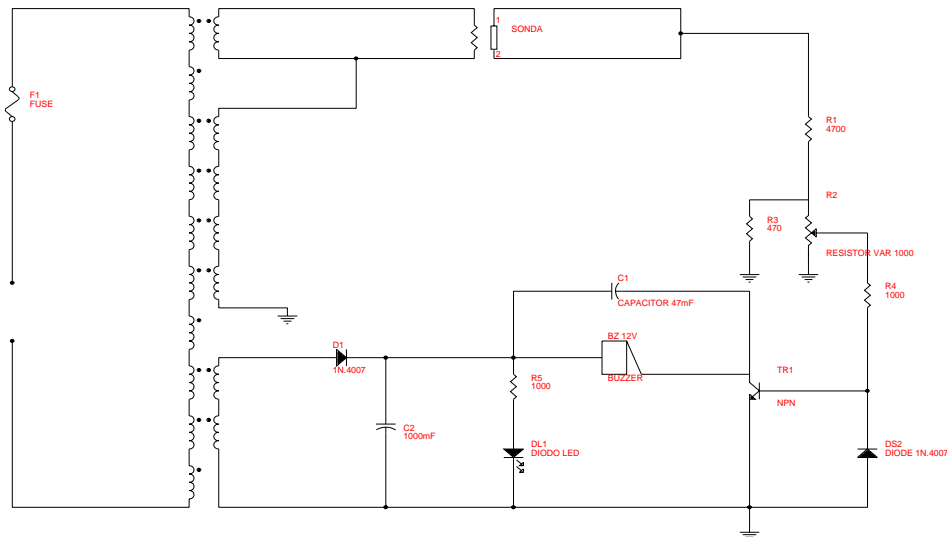 1
SONDA
2
F1
FUSE
R1
4700
R2
R3
470
RESISTOR VAR 1000
C1
CAPACITOR 47mF
R4
1000
BZ 12V
BUZZER
D1
1N.4007
R5
1000
TR1
NPN
C2
1000mF
DL1
DIODO LED
DS2
DIODE 1N.4007